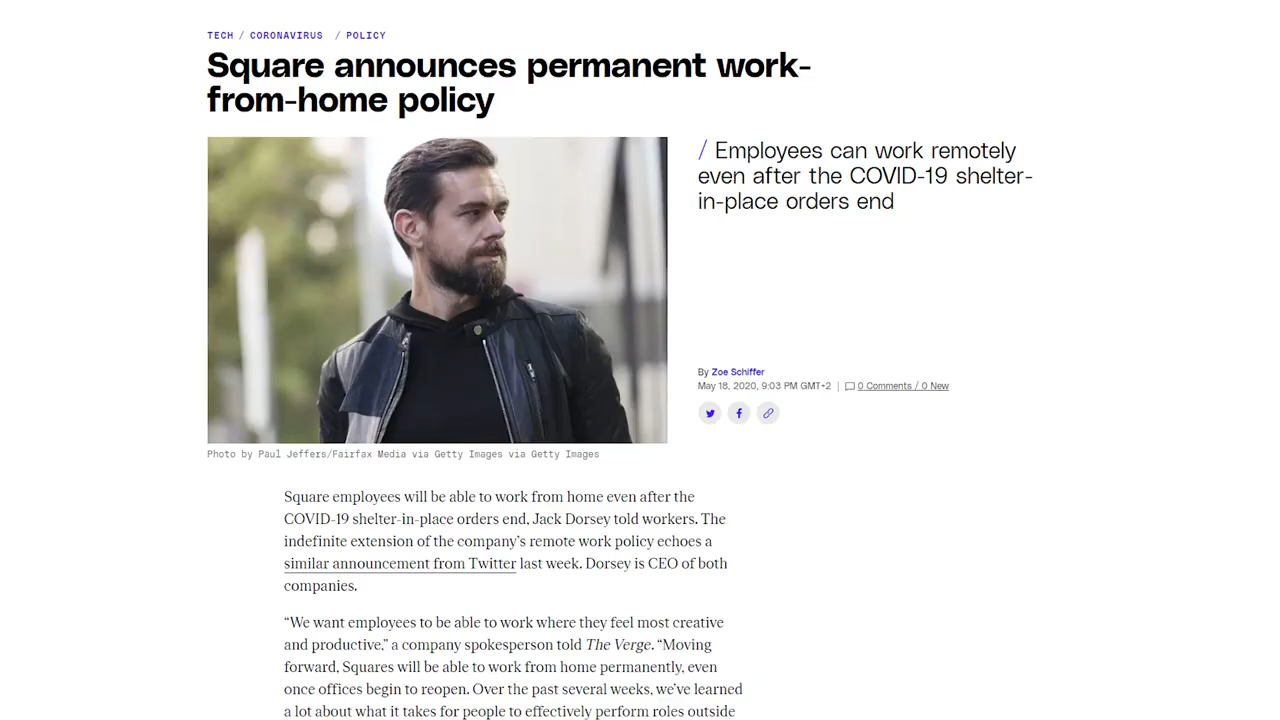 TECH / CORONAVIRUS / POLICY
Square announces permanent work-
from-home policy
/ Employees can work remotely
even after the COVID-19 shelter-
in-place orders end
By Zoe Schiffer
May 18, 2020, 9:03 PM GMT+2 | 0 Comments / 0 New
Photo by Paul Jeffers/Fairfax Media via Getty Images via Getty Images
Square employees will be able to work from home even after the
COVID-19 shelter-in-place orders end, Jack Dorsey told workers. The
indefinite extension of the company’s remote work policy echoes a
similar announcement from Twitter last week. Dorsey is CEO of both
companies.
“We want employees to be able to work where they feel most creative
and productive,” a company spokesperson told The Verge. “Moving
forward, Squares will be able to work from home permanently, even
once offices begin to reopen. Over the past several weeks, we’ve learned
a lot about what it takes for people to effectively perform roles outside